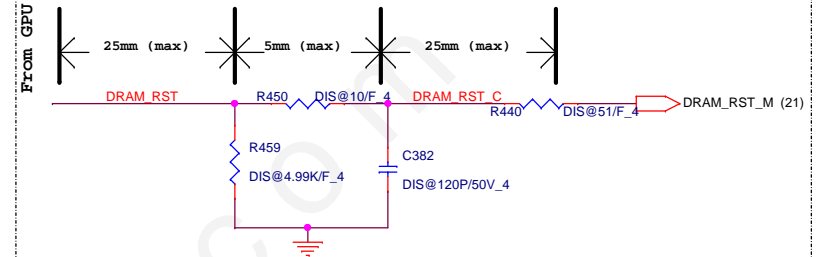 From GPU
25mm (max)
5mm (max)
25mm (max)
DRAM_RST
R450
DIS@10/F_4
DRAM_RST_C
R440
DIS@51/F_4
DRAM_RST_M (21)
R459
DIS@4.99K/F_4
C382
DIS@120P/50V_4
com